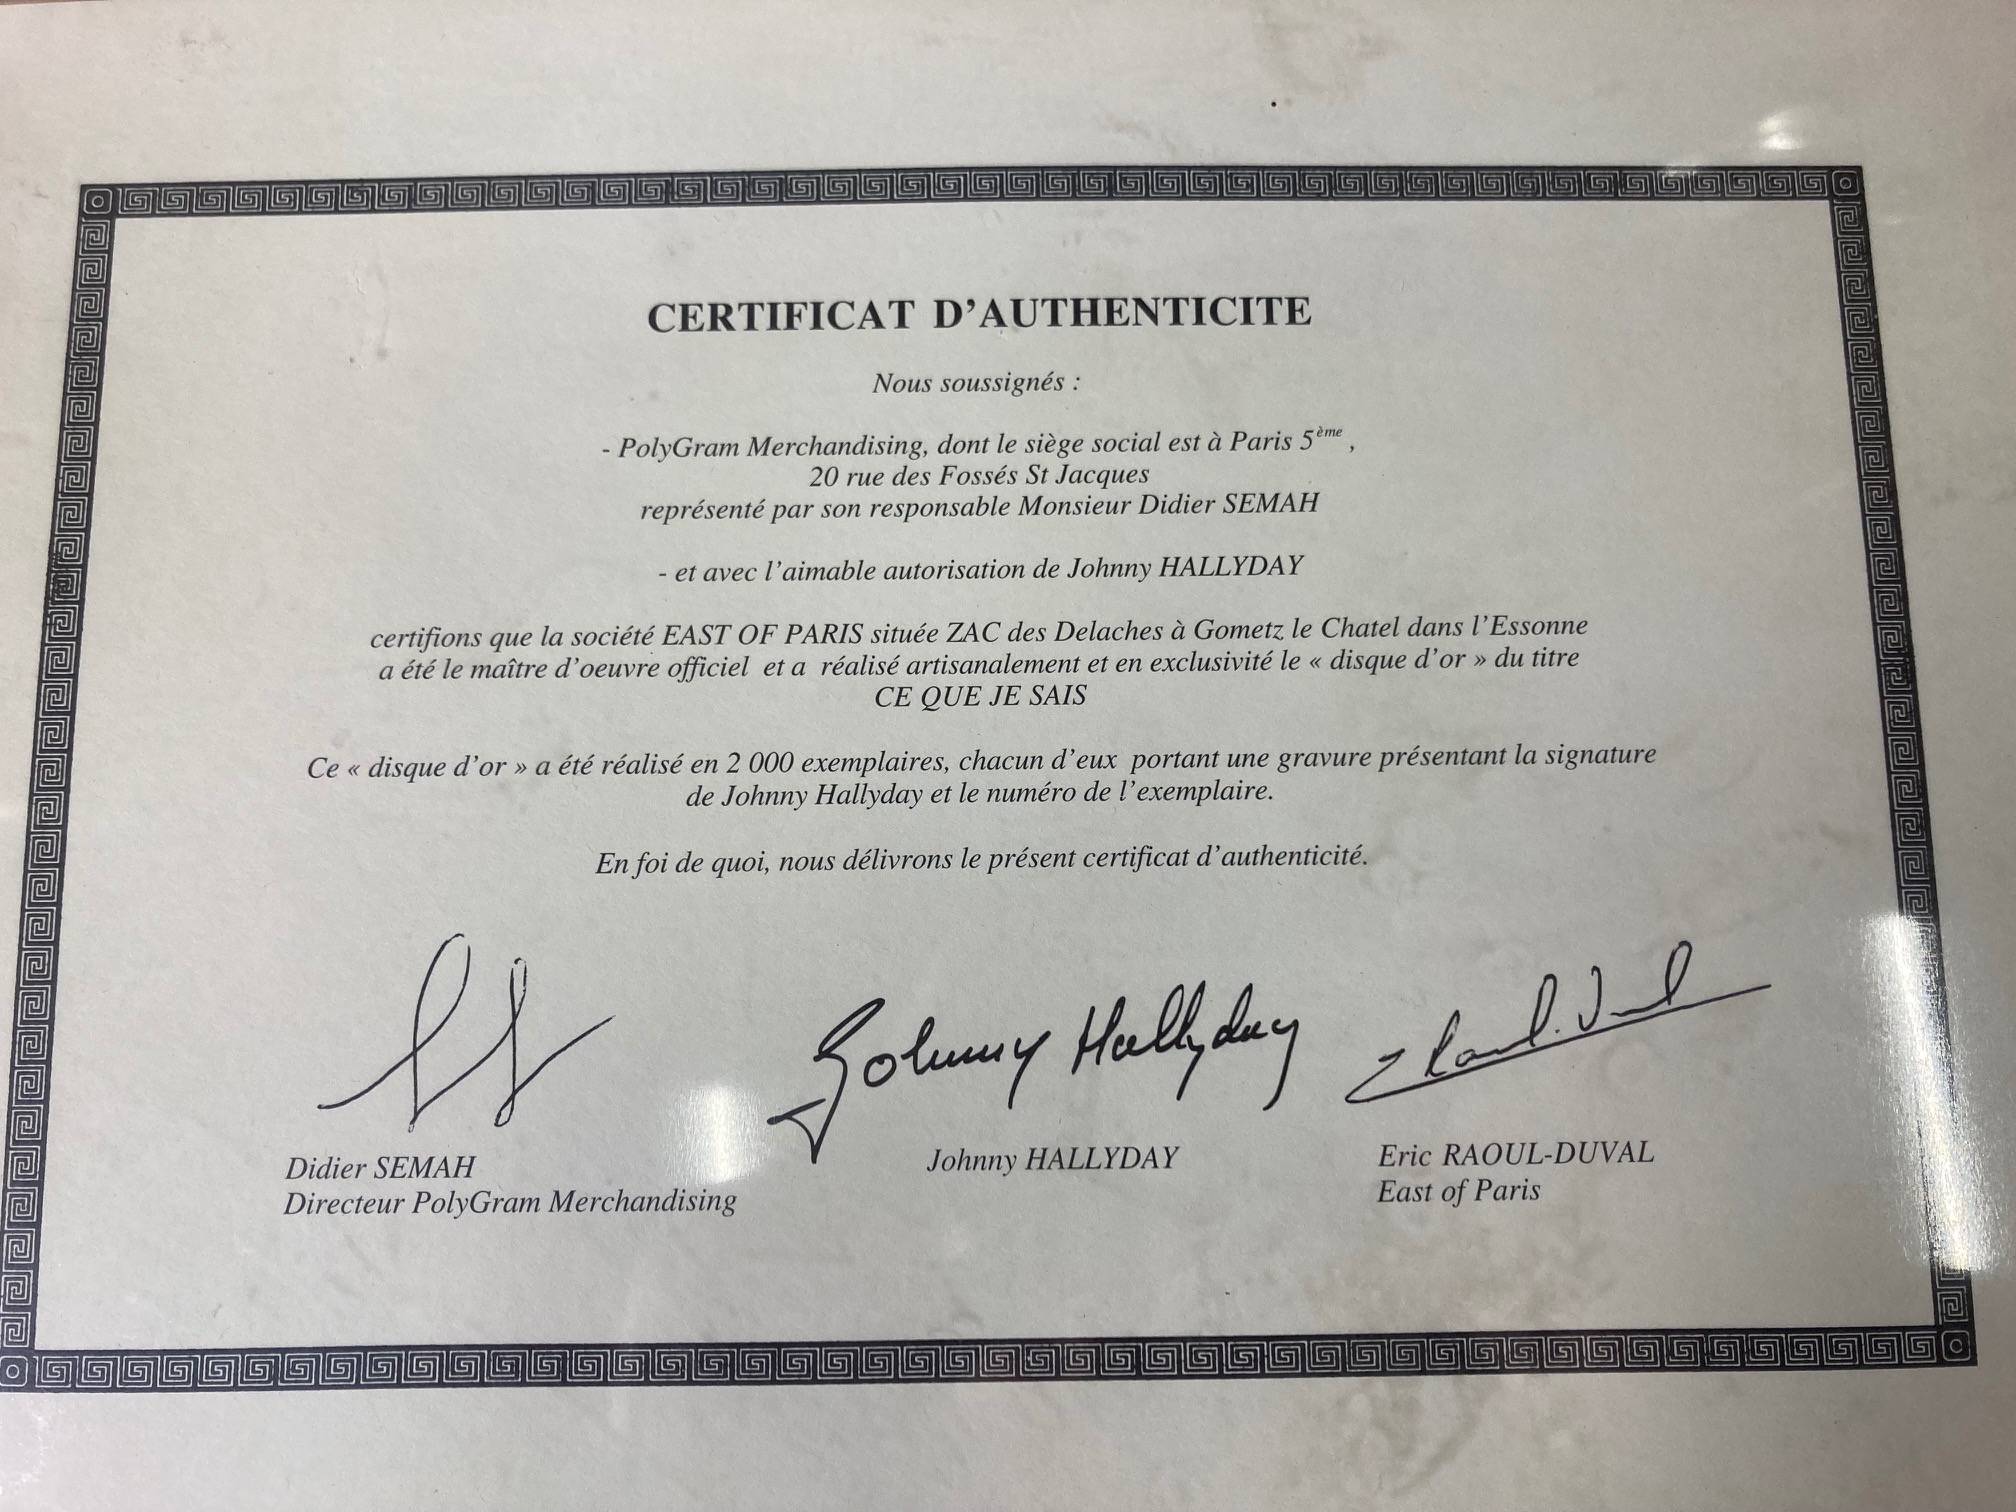 CERTIFICAT D'AUTHENTICITE
Nous soussignés :
- PolyGram Merchandising, dont le siège social est à Paris 5ème ,
20 rue des Fossés St Jacques
représenté par son responsable Monsieur Didier SEMAH
- et avec l'aimable autorisation de Johnny HALLYDAY
certifions que la société EAST OF PARIS située ZAC des Delaches à Gometz le Chatel dans l'Essonne
a été le maître d'oeuvre officiel et a réalisé artisanalement et en exclusivité le « disque d'or » du titre
CE QUE JE SAIS
Ce « disque d'or » a été réalisé en 2 000 exemplaires, chacun d'eux portant une gravure présentant la signature
de Johnny Hallyday et le numéro de l'exemplaire.
En foi de quoi, nous délivrons le présent certificat d'authenticité.
Johnny Hallyday
Didier SEMAH
Directeur PolyGram Merchandising
Johnny HALLYDAY
Eric RAOUL-DUVAL
East of Paris